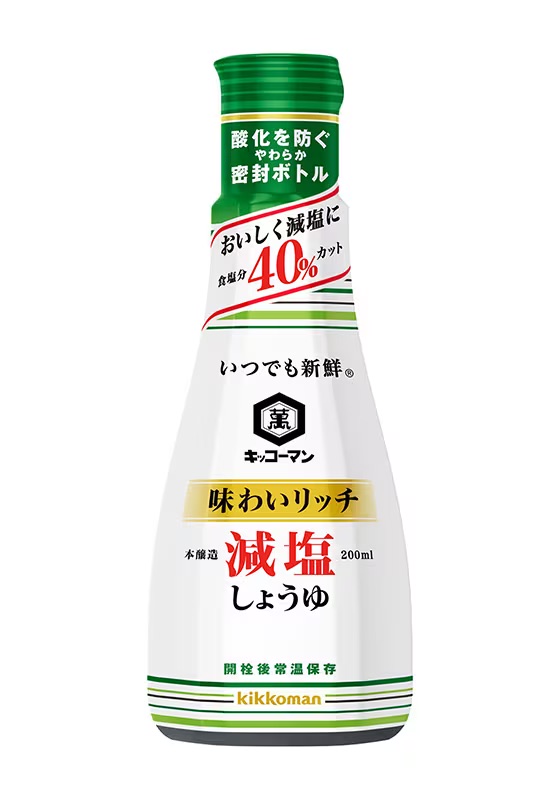 酸化を防ぐ
やわらか
密封ボトル
おいしく減塩に
食塩分40%カット
いつでも新鮮®
萬
キッコーマン
味わいリッチ
本醸造 減塩 200ml
しょうゆ
開栓後常温保存
kikkoman